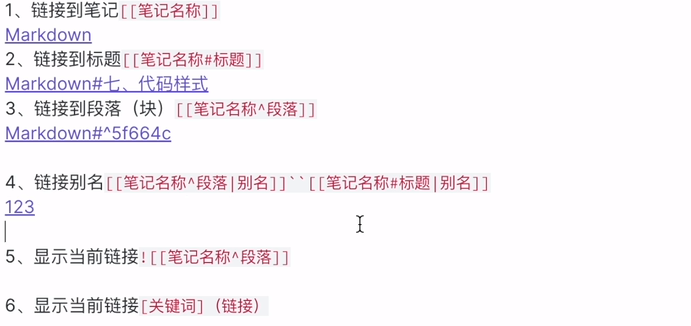 1、链接到笔记[[笔记名称]]
Markdown
2、链接到标题[[笔记名称#标题]]
Markdown#七、代码样式
3、链接到段落（块）[[笔记名称^段落]]
Markdown#^5f664c
4、链接别名[[笔记名称^段落|别名]]``[[笔记名称#标题|别名]]
123
5、显示当前链接![[笔记名称^段落]]
6、显示当前链接[关键词]（链接）